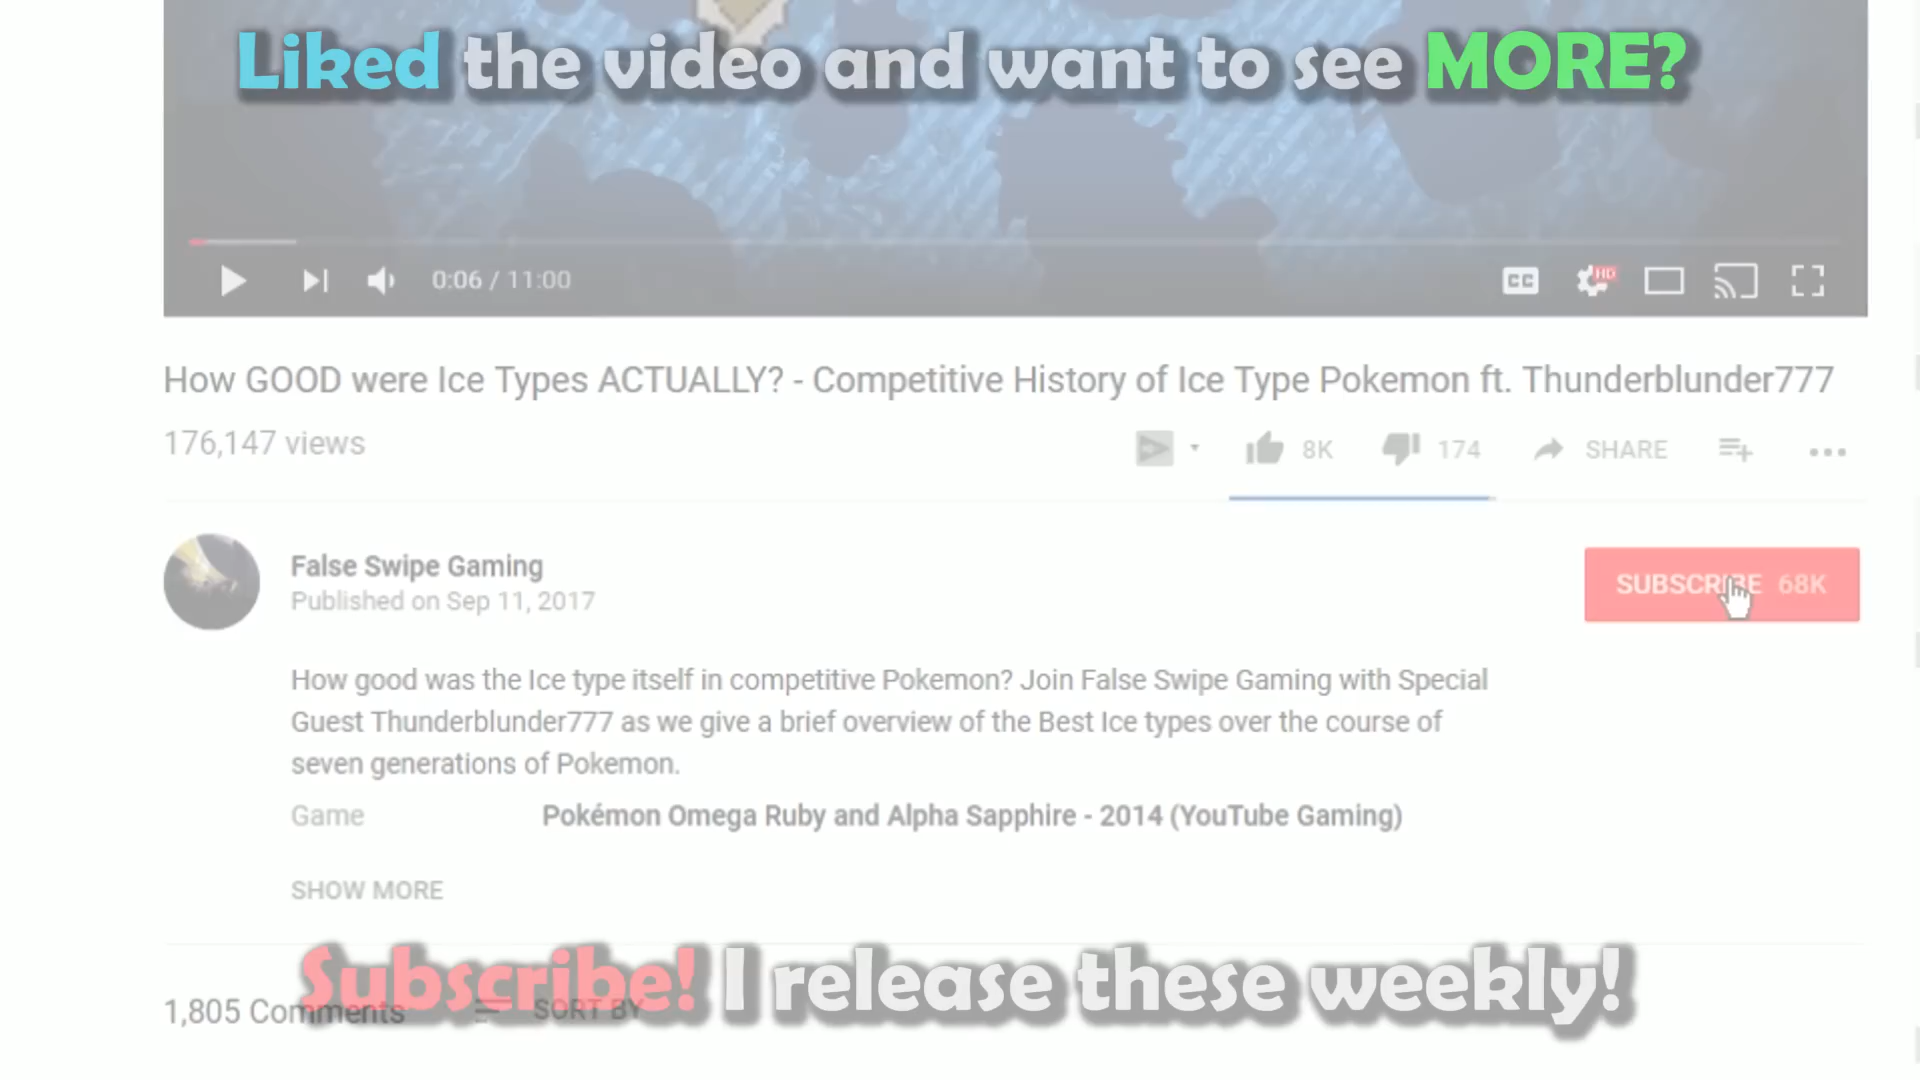 Liked the video and want to see MORE?
0:06 / 11:00
CC
HD
How GOOD were Ice Types ACTUALLY? - Competitive History of Ice Type Pokemon ft. Thunderblunder777
176,147 views
8K 174 SHARE
False Swipe Gaming
Published on Sep 11, 2017
SUBSCRIBE 68K
How good was the Ice type itself in competitive Pokemon? Join False Swipe Gaming with Special
Guest Thunderblunder777 as we give a brief overview of the Best Ice types over the course of
seven generations of Pokemon.
Game Pokémon Omega Ruby and Alpha Sapphire - 2014 (YouTube Gaming)
SHOW MORE
Subscribe! I release these weekly!
1,805 Comments SORT BY